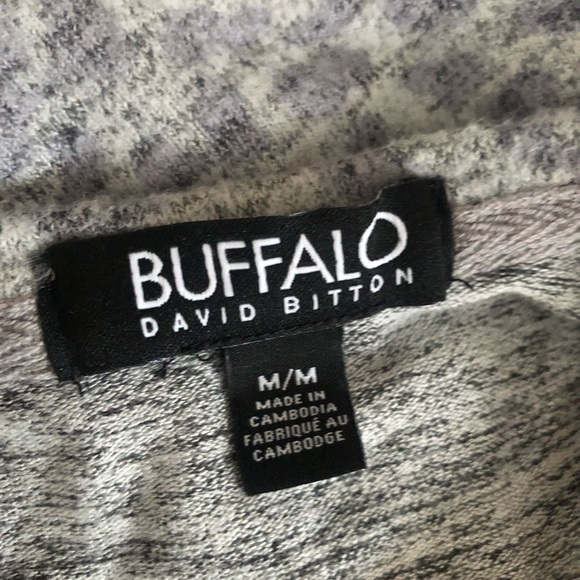 BUFFALO
DAVID BITTON
M/M
MADE IN
CAMBODIA
FABRIQUÉ AU
CAMBODGE